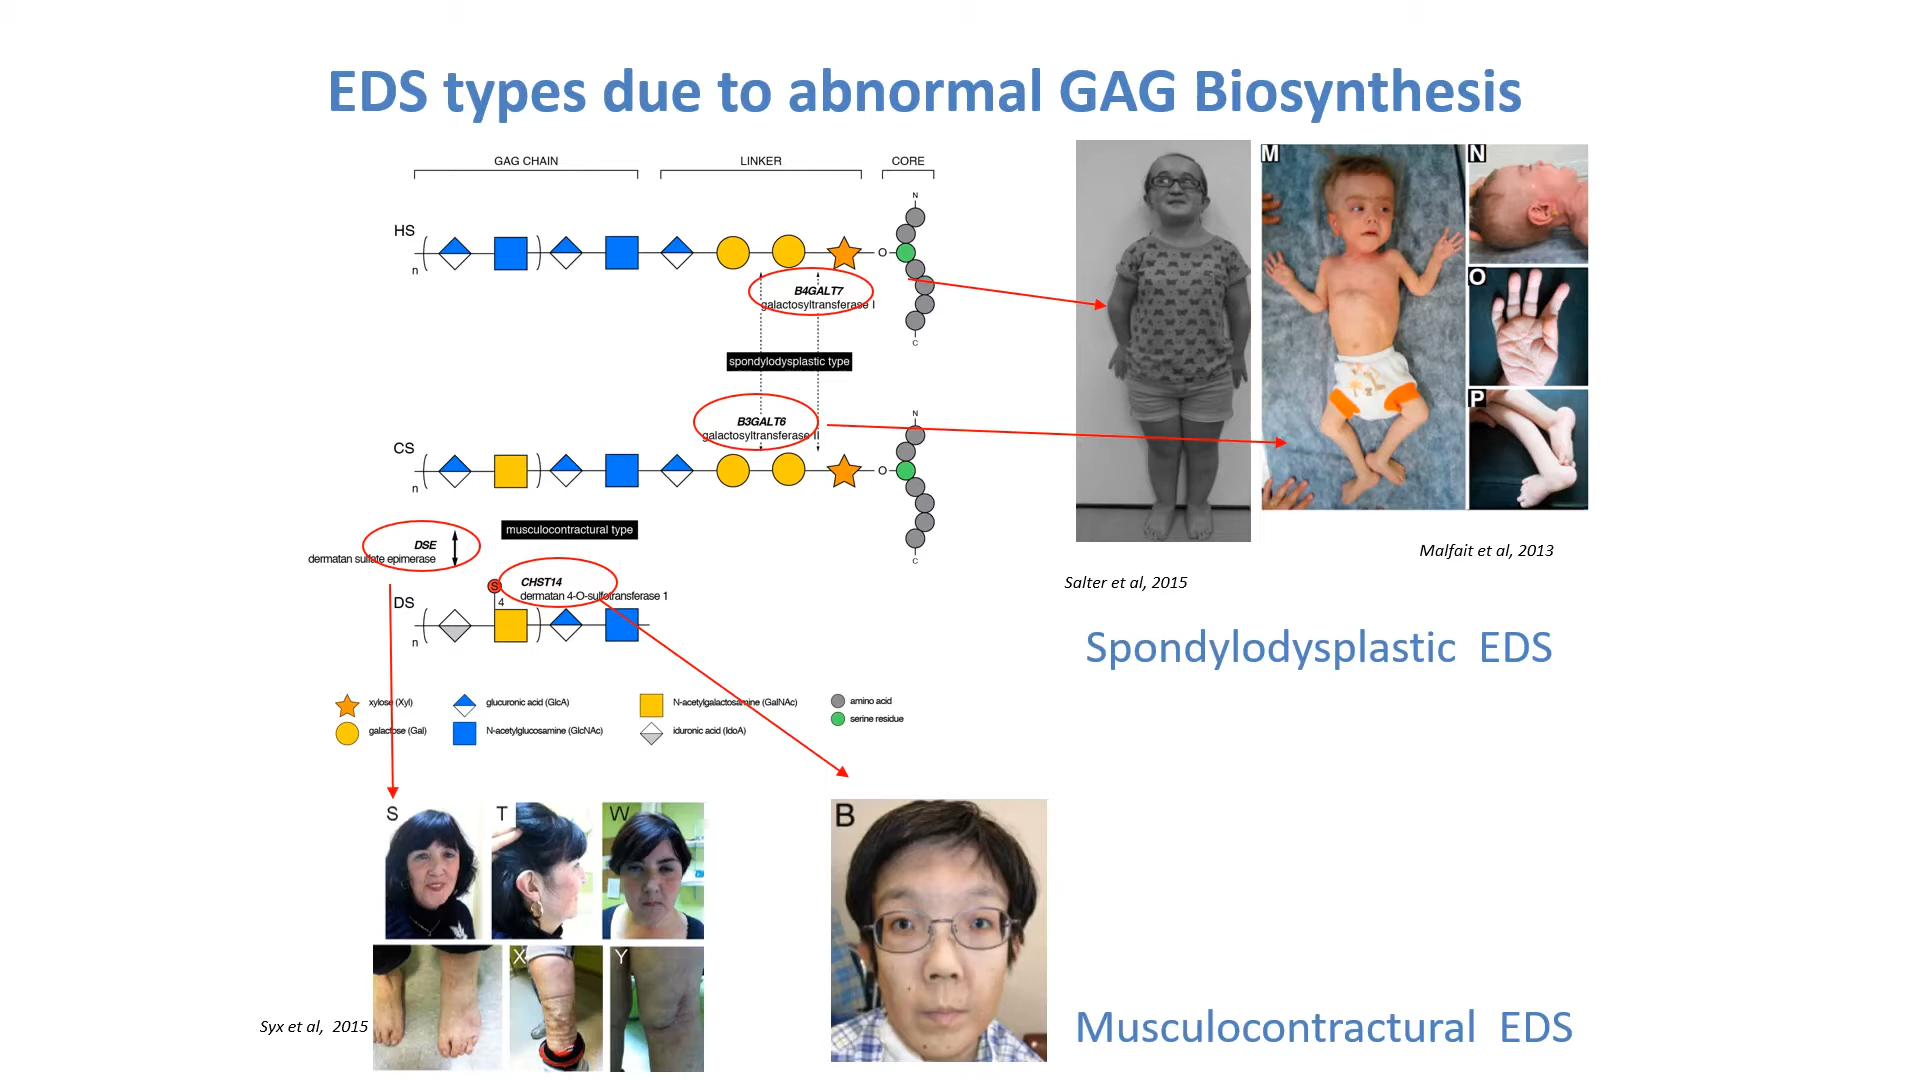 EDS types due to abnormal GAG Biosynthesis
GAG CHAIN
LINKER
CORE
N
HS
n
O
B4GALT7
galactosyltransferase I
C
spondylodysplastic type
N
B3GALT6
galactosyltransferase II
CS
n
O
C
musculocontractural type
DSE
dermatan sulfate epimerase
S
4
CHST14
dermatan 4-O-sulfotransferase 1
DS
n
xylose (Xyl)
glucuronic acid (GlcA)
N-acetylgalactosamine (GalNAc)
amino acid
serine residue
galactose (Gal)
N-acetylglucosamine (GlcNAc)
iduronic acid (IdoA)
M
N
O
P
Malfait et al, 2013
Salter et al, 2015
Spondylodysplastic EDS
S
T
W
X
Y
Syx et al, 2015
B
Musculocontractural EDS